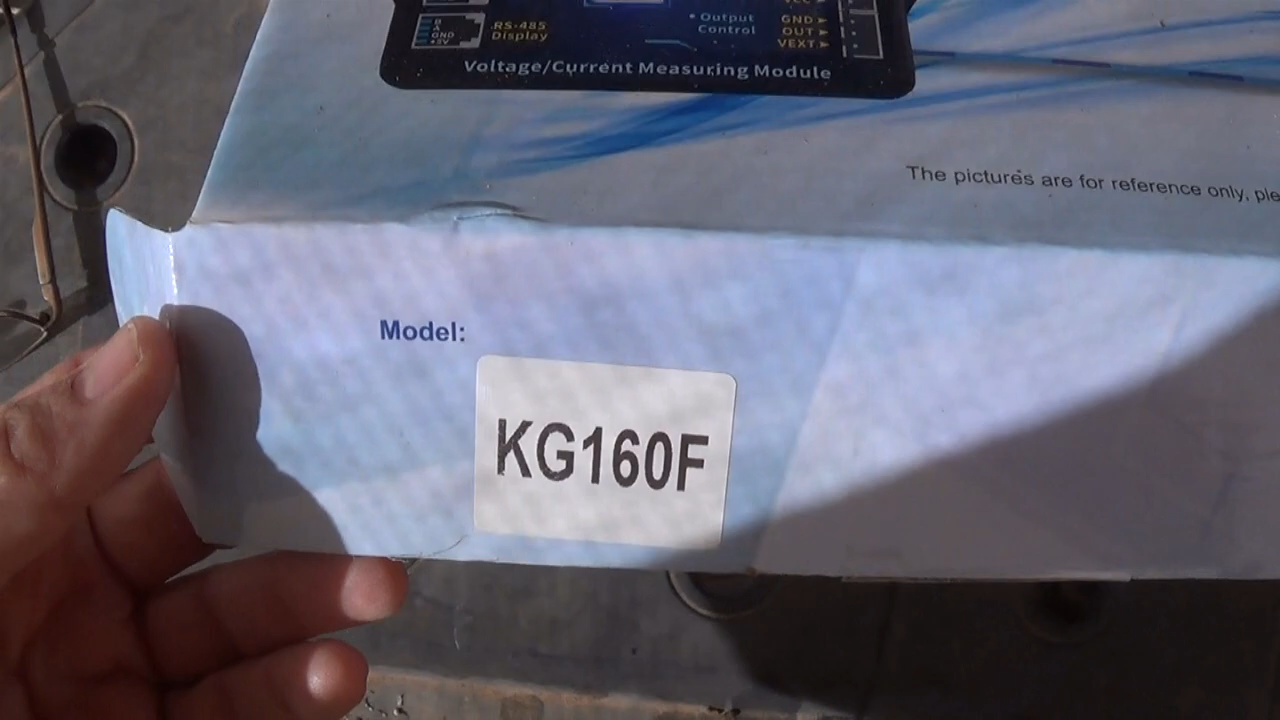 B
A
GND
+5V
RS-485
Display
Output
Control
GND
OUT
VEXT
Voltage/Current Measuring Module
The pictures are for reference only,
Model:
KG160F